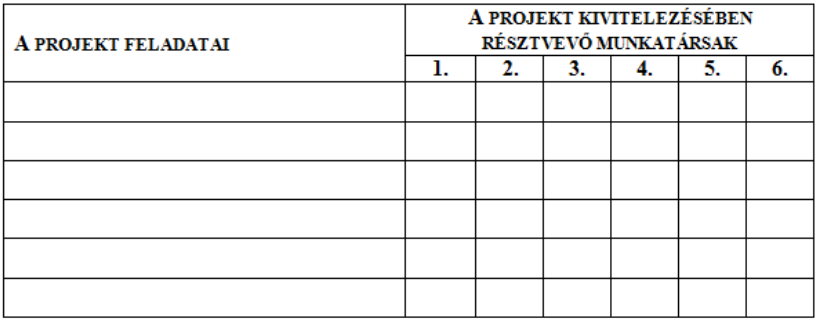 A PROJEKT FELADATAI
A PROJEKT KIVITELEZÉSÉBEN
RÉSZTVEVŐ MUNKATÁRSAK
1. 2. 3. 4. 5. 6.